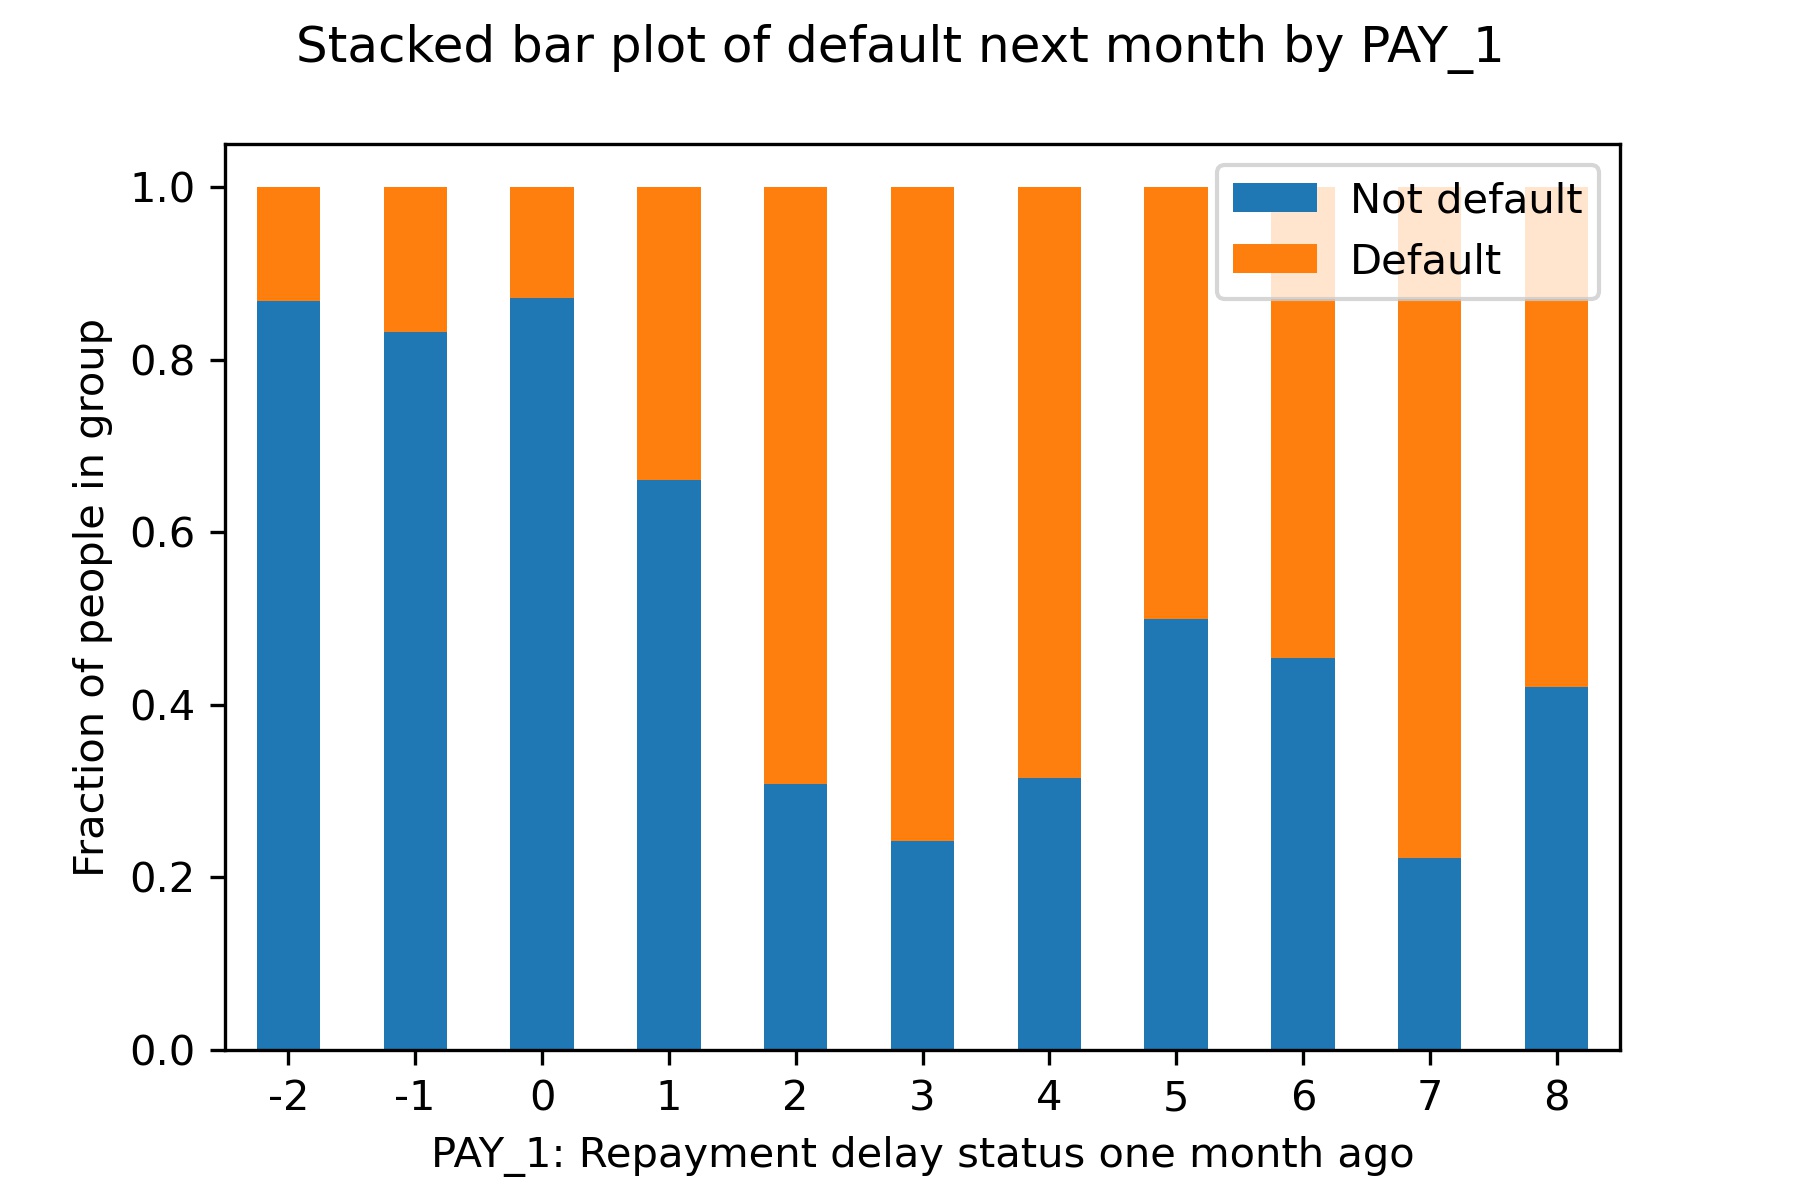 Stacked bar plot of default next month by PAY_1
Not default
Default
Fraction of people in group
1.0
0.8
0.6
0.4
0.2
0.0
-2 -1 0 1 2 3 4 5 6 7 8
PAY_1: Repayment delay status one month ago